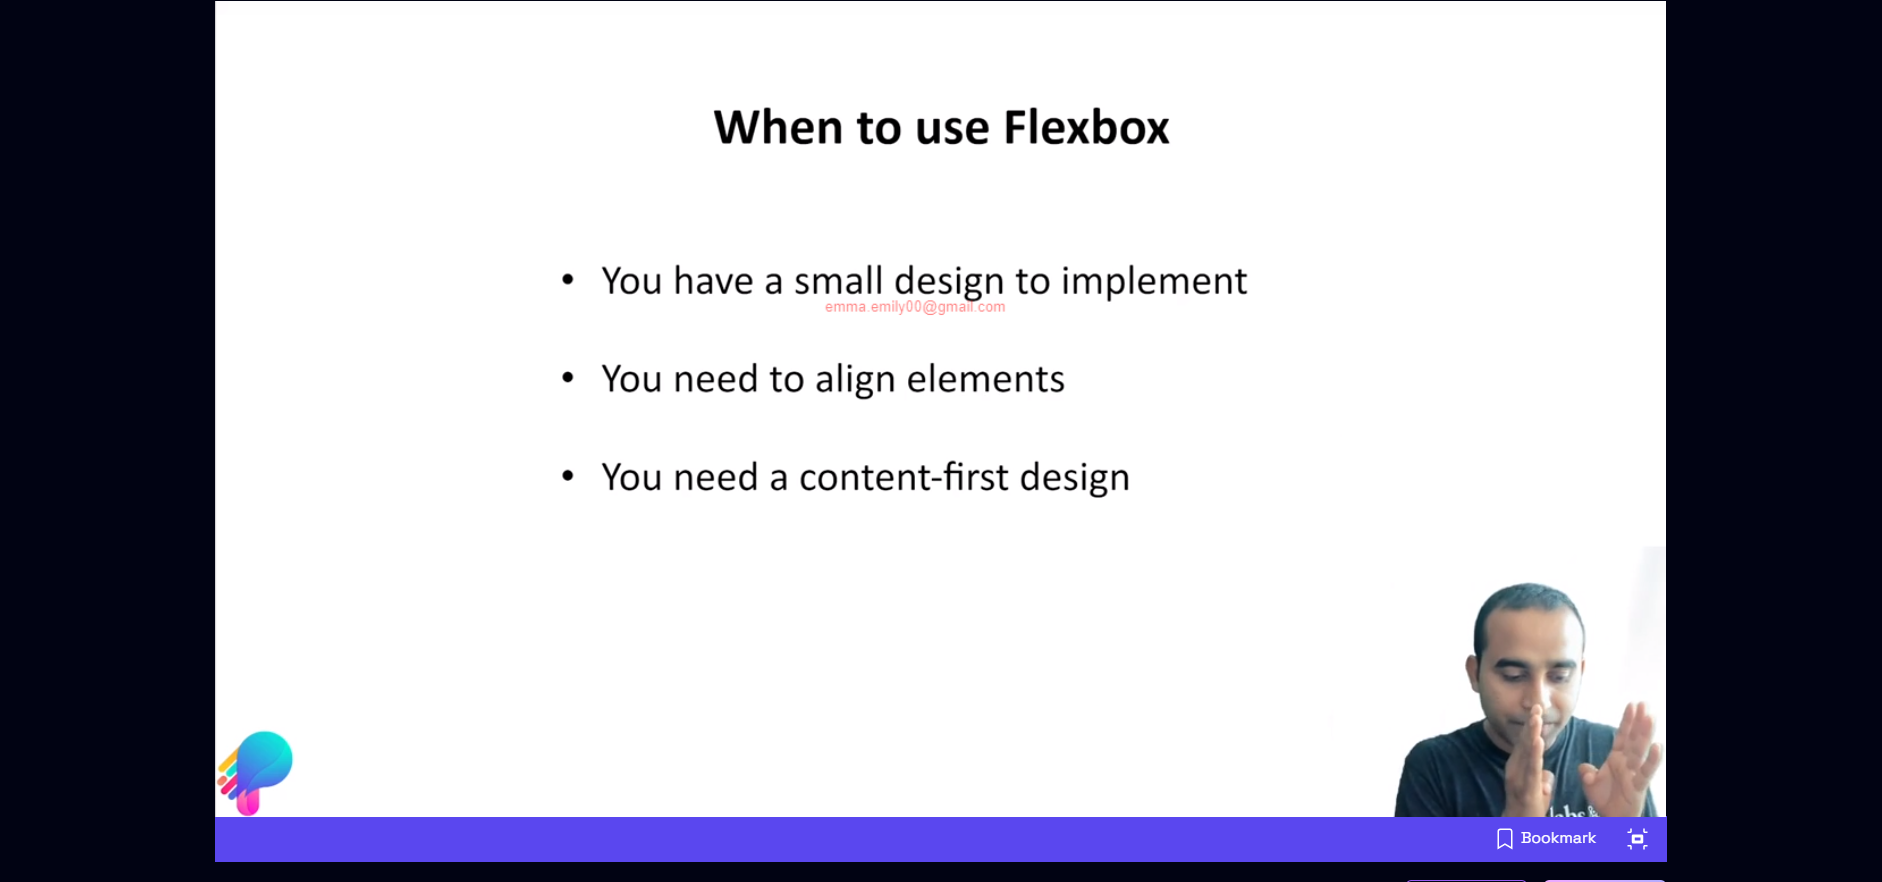 When to use Flexbox
• You have a small design to implement
emma.emily00@gmail.com
• You need to align elements
• You need a content-first design
Bookmark